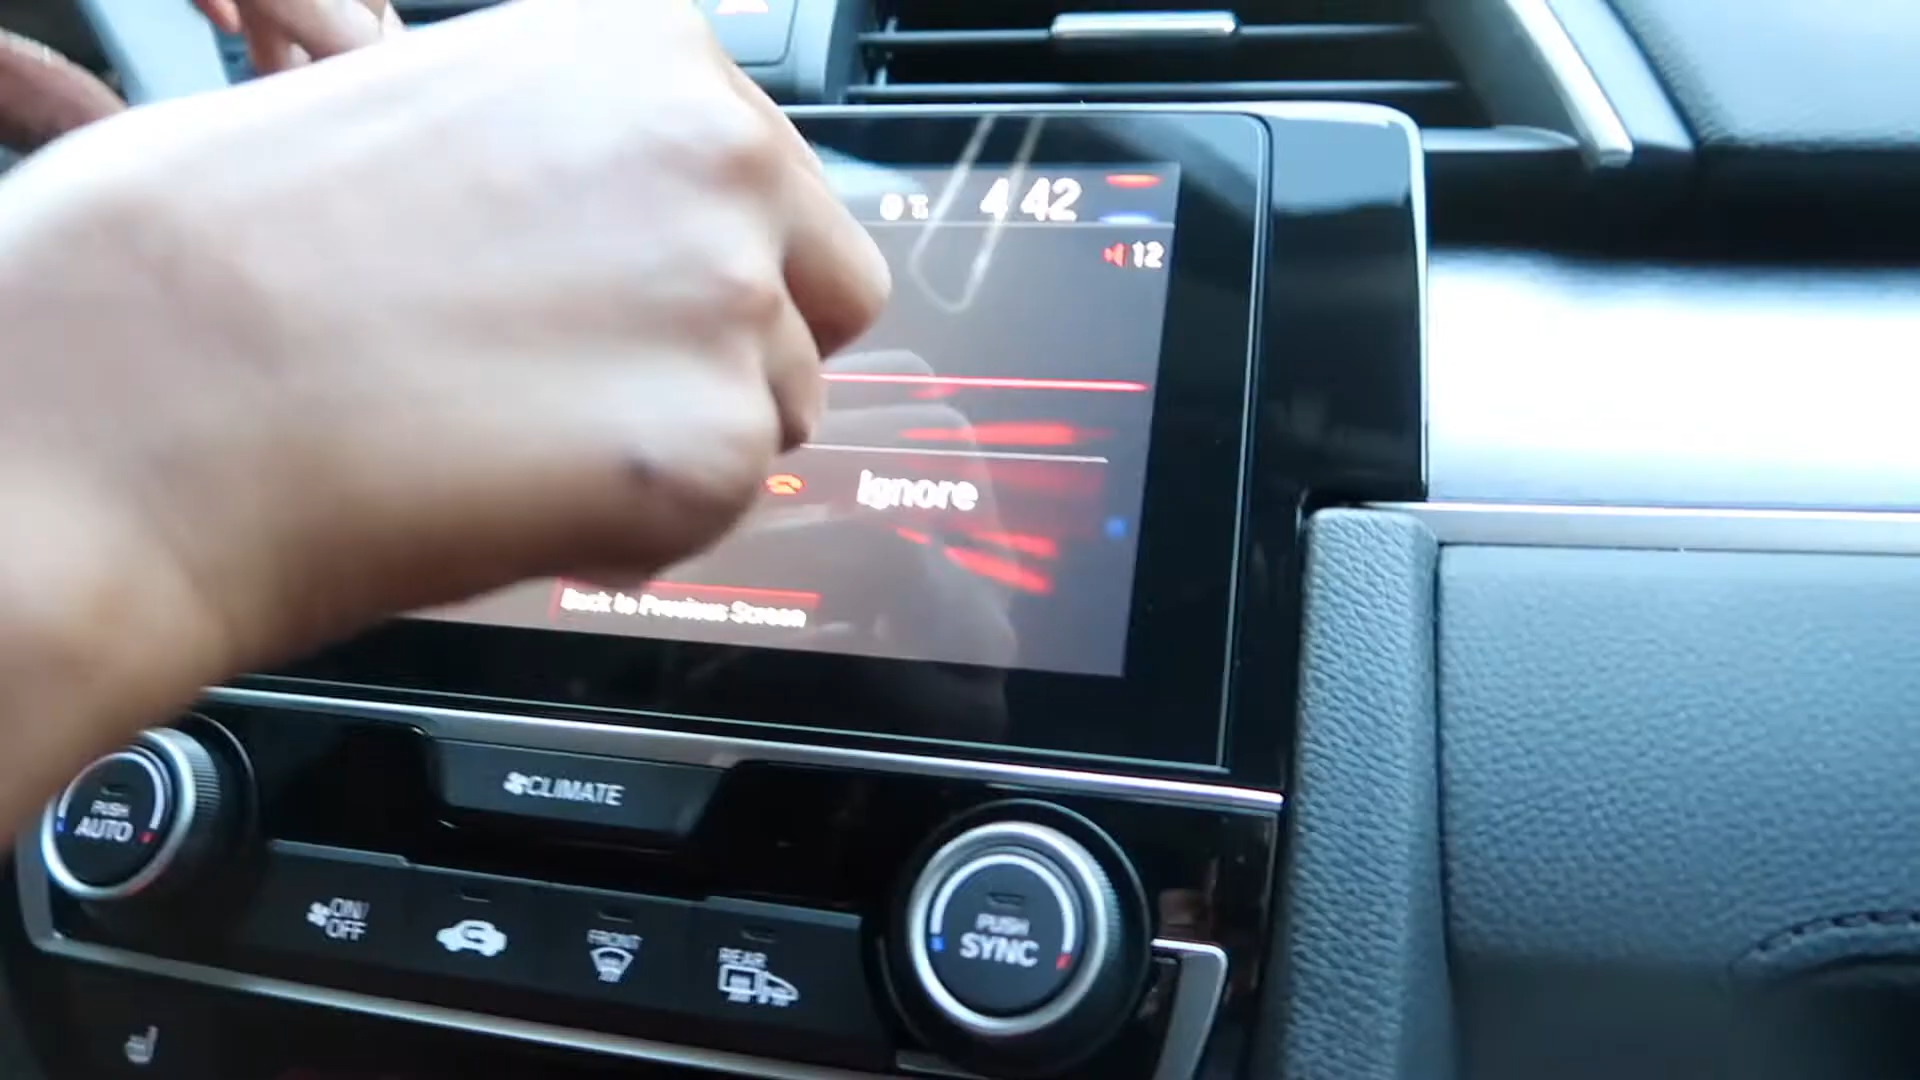 4 42
12
Ignore
Back to Previous Screen
CLIMATE
PUSH
AUTO
ON/
OFF
FRONT
REAR
PUSH
SYNC